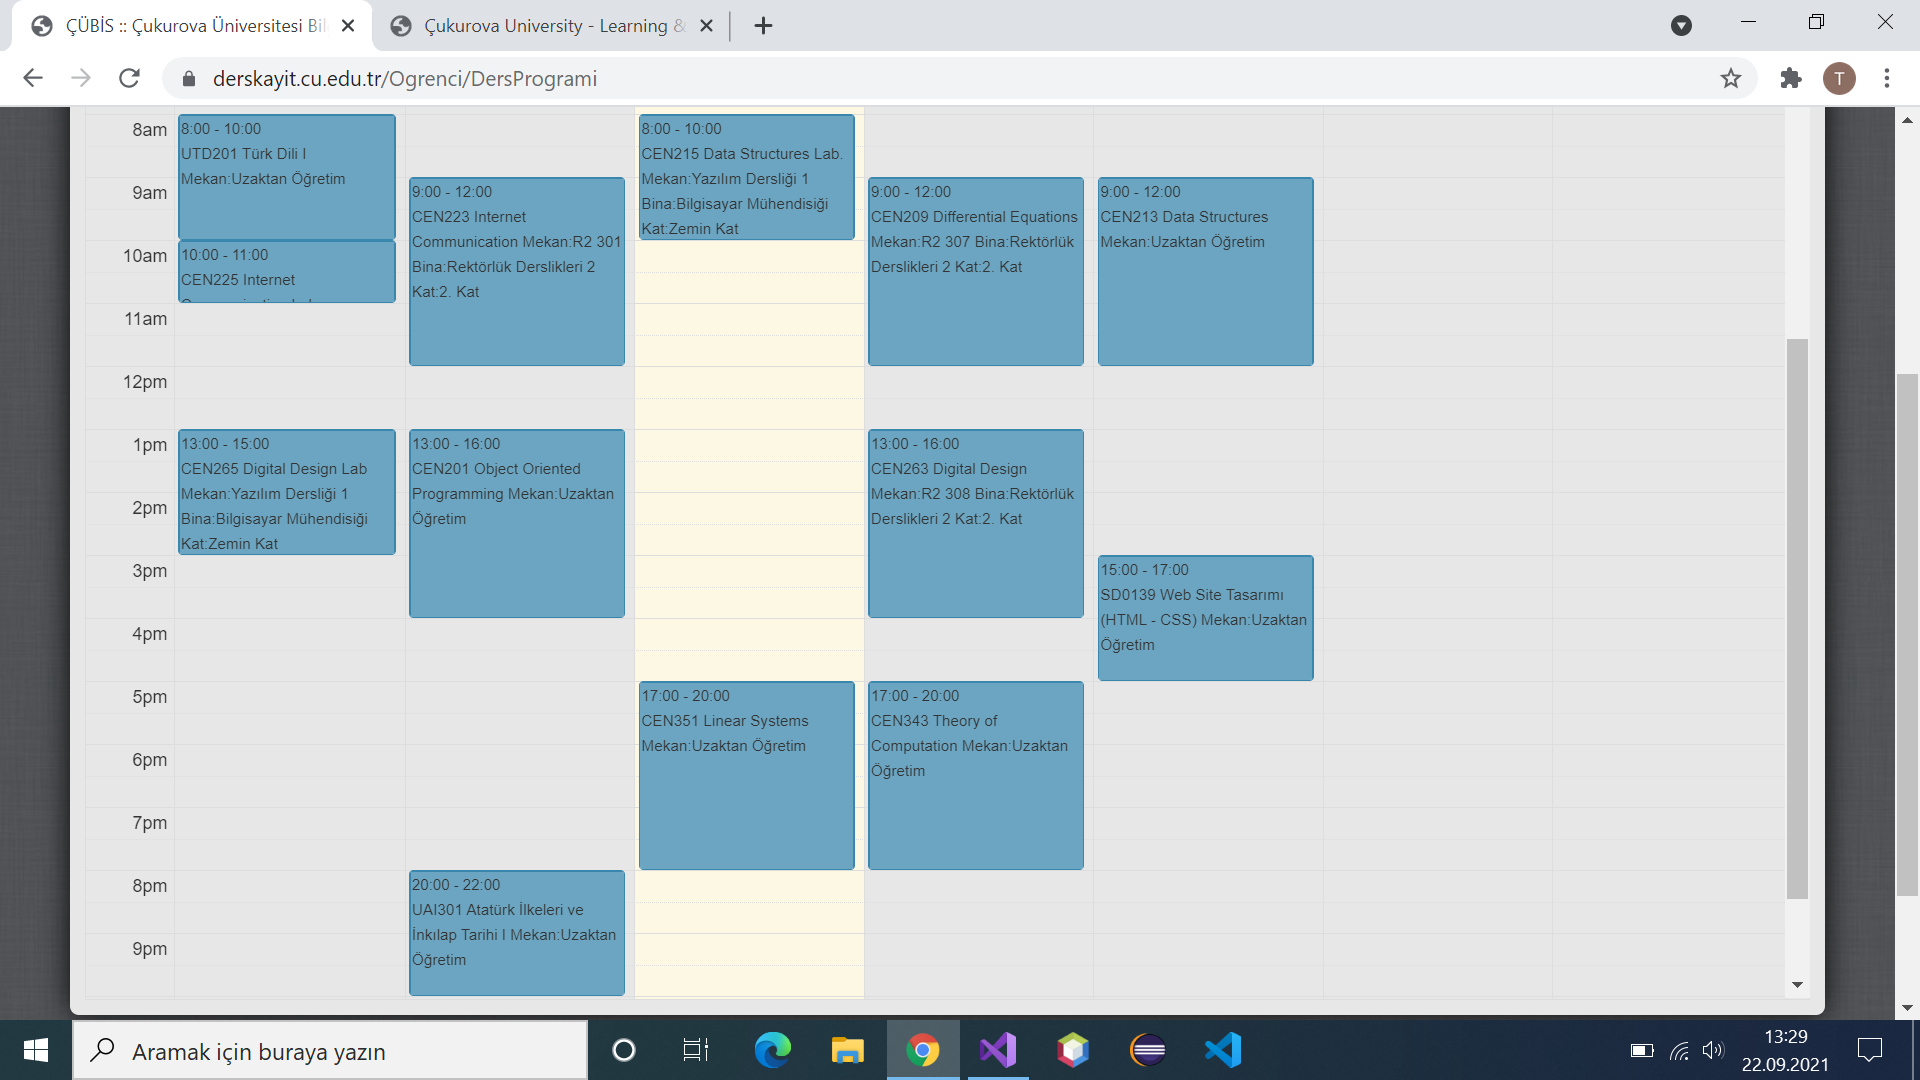 ÇÜBİS :: Çukurova Üniversitesi Bil
Çukurova University - Learning &
derskayit.cu.edu.tr/Ogrenci/DersProgrami
T
8am
9am
10am
11am
12pm
1pm
2pm
3pm
4pm
5pm
6pm
7pm
8pm
9pm
8:00 - 10:00
UTD201 Türk Dili I
Mekan:Uzaktan Öğretim
10:00 - 11:00
CEN225 Internet
13:00 - 15:00
CEN265 Digital Design Lab
Mekan:Yazılım Dersliği 1
Bina:Bilgisayar Mühendisiği
Kat:Zemin Kat
9:00 - 12:00
CEN223 Internet
Communication Mekan:R2 301
Bina:Rektörlük Derslikleri 2
Kat:2. Kat
13:00 - 16:00
CEN201 Object Oriented
Programming Mekan:Uzaktan
Öğretim
20:00 - 22:00
UAI301 Atatürk İlkeleri ve
İnkılap Tarihi I Mekan:Uzaktan
Öğretim
8:00 - 10:00
CEN215 Data Structures Lab.
Mekan:Yazılım Dersliği 1
Bina:Bilgisayar Mühendisiği
Kat:Zemin Kat
17:00 - 20:00
CEN351 Linear Systems
Mekan:Uzaktan Öğretim
9:00 - 12:00
CEN209 Differential Equations
Mekan:R2 307 Bina:Rektörlük
Derslikleri 2 Kat:2. Kat
13:00 - 16:00
CEN263 Digital Design
Mekan:R2 308 Bina:Rektörlük
Derslikleri 2 Kat:2. Kat
17:00 - 20:00
CEN343 Theory of
Computation Mekan:Uzaktan
Öğretim
9:00 - 12:00
CEN213 Data Structures
Mekan:Uzaktan Öğretim
15:00 - 17:00
SD0139 Web Site Tasarımı
(HTML - CSS) Mekan:Uzaktan
Öğretim
Aramak için buraya yazın
13:29
22.09.2021